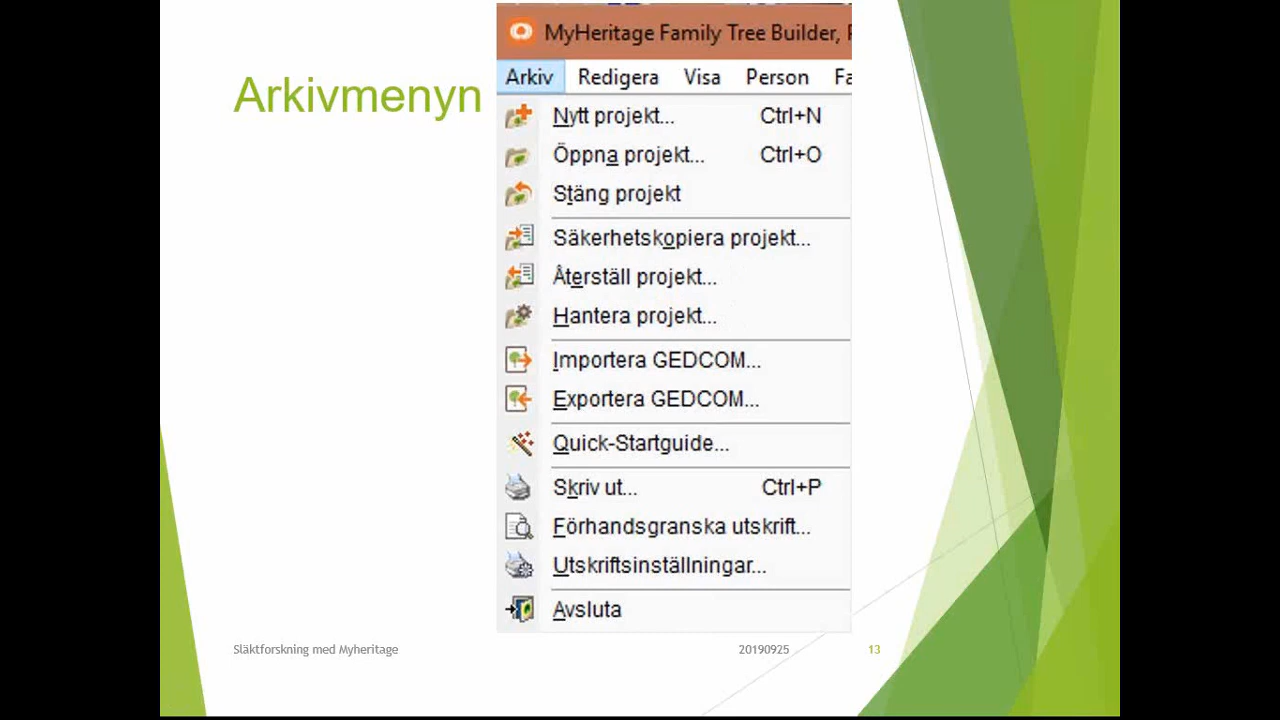 Arkivmenyn
MyHeritage Family Tree Builder,
Arkiv Redigera Visa Person Fa
Nytt projekt... Ctrl+N
Öppna projekt... Ctrl+O
Stäng projekt
Säkerhetskopiera projekt...
Återställ projekt...
Hantera projekt...
Importera GEDCOM...
Exportera GEDCOM...
Quick-Startguide...
Skriv ut... Ctrl+P
Förhandsgranska utskrift...
Utskriftsinställningar...
Avsluta
Släktforskning med Myheritage 20190925 13